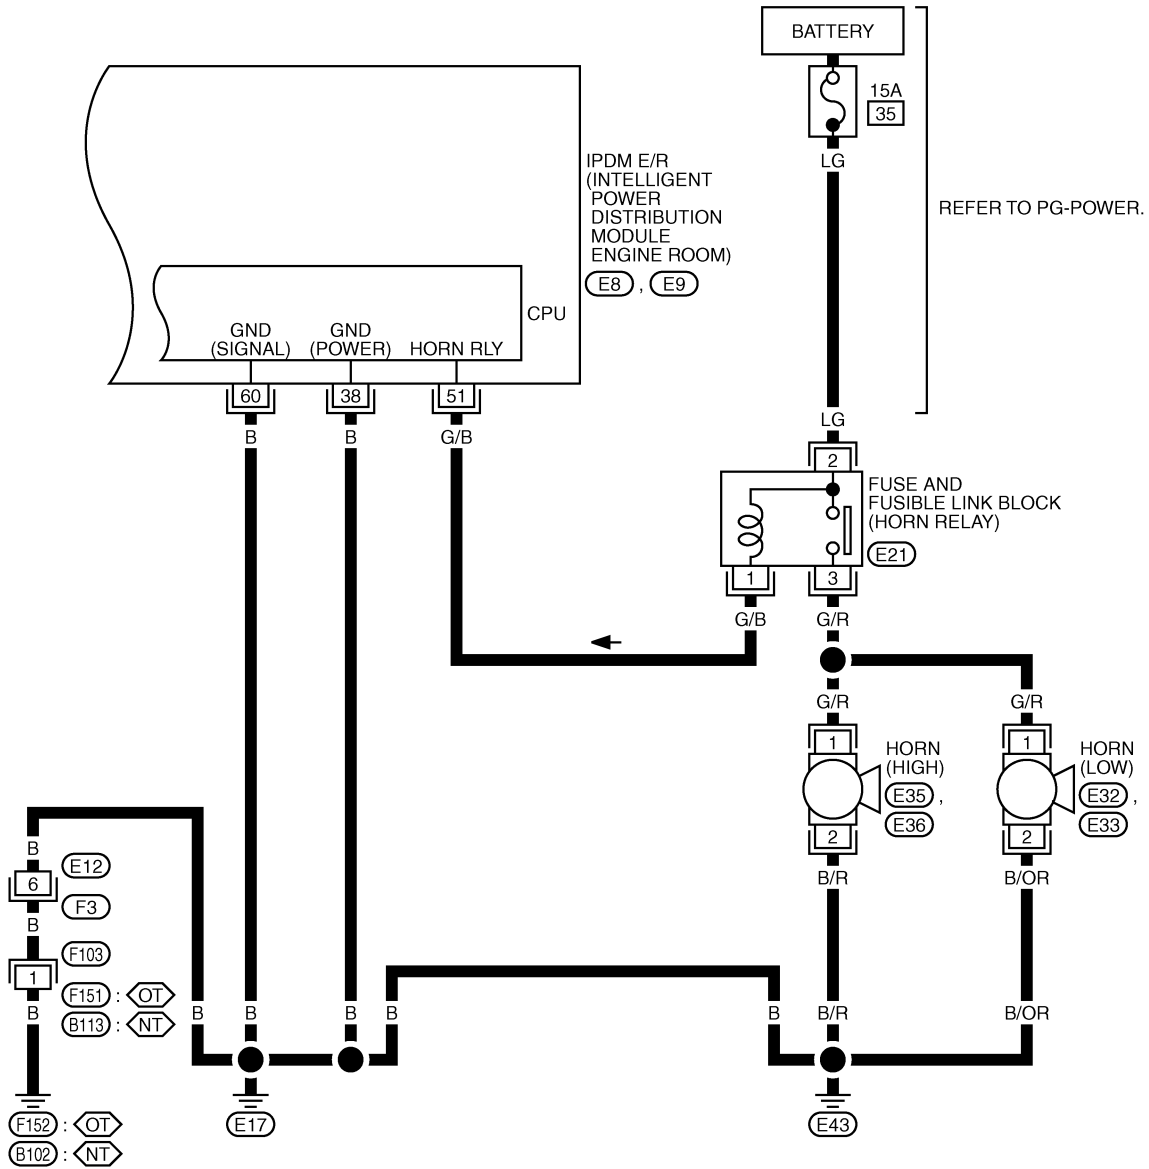 BATTERY
15A
35
LG
REFER TO PG-POWER.
IPDM E/R
(INTELLIGENT
POWER
DISTRIBUTION
MODULE
ENGINE ROOM)
E8 , E9
CPU
GND
(SIGNAL)
GND
(POWER)
HORN RLY
60
38
51
B
B
G/B
LG
2
FUSE AND
FUSIBLE LINK BLOCK
(HORN RELAY)
E21
1
3
G/B
G/R
G/R
G/R
1
1
HORN
(HIGH)
E35 ,
E36
HORN
(LOW)
E32 ,
E33
2
2
B/R
B/OR
B
E12
6
F3
B
F103
1
F151 : OT
B113 : NT
B
B
B
B
B
B
B/R
B/OR
F152 : OT
B102 : NT
E17
E43